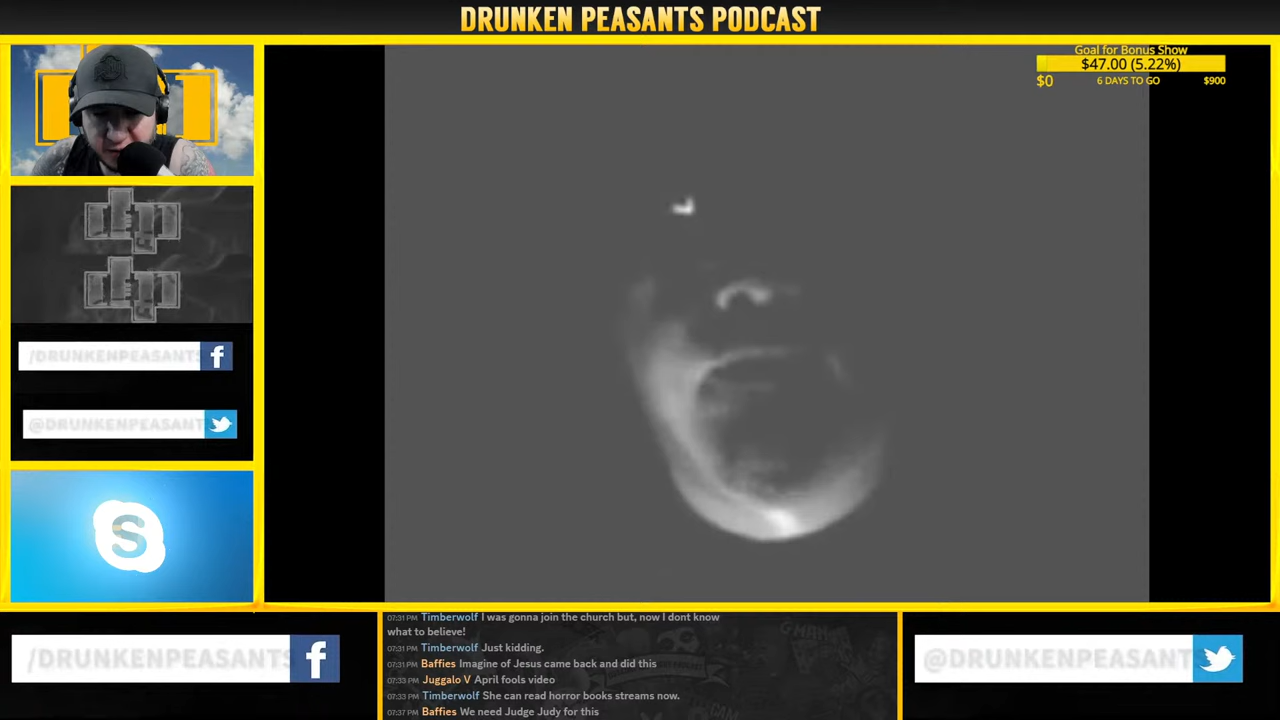 DRUNKEN PEASANTS PODCAST
Goal for Bonus Show
$47.00 (5.22%)
$0 6 DAYS TO GO $900
/DRUNKENPEASANTS
@DRUNKENPEASANT
S
/DRUNKENPEASANTS
07:31 PM Timberwolf I was gonna join the church but, now I dont know
what to believe!
07:31 PM Timberwolf Just kidding.
07:31 PM Baffies Imagine of Jesus came back and did this
07:33 PM Juggalo V April fools video
07:33 PM Timberwolf She can read horror books streams now.
07:37 PM Baffies We need Judge Judy for this
@DRUNKENPEASANTS